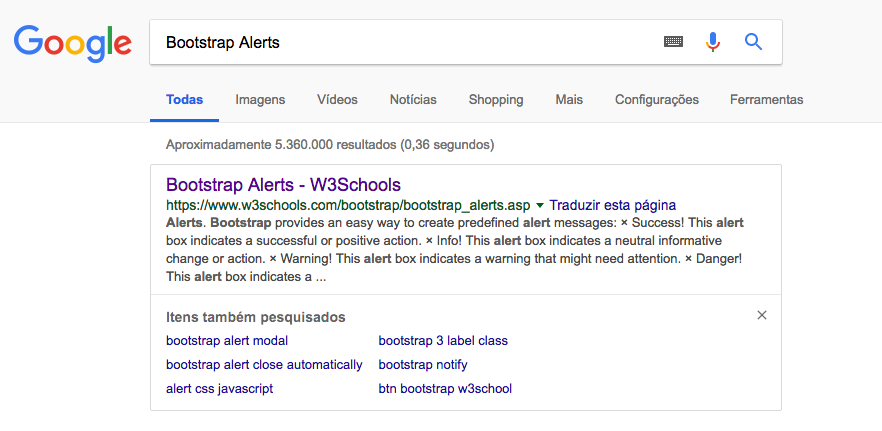 Google
Bootstrap Alerts
Todas Imagens Vídeos Notícias Shopping Mais Configurações Ferramentas
Aproximadamente 5.360.000 resultados (0,36 segundos)
Bootstrap Alerts - W3Schools
https://www.w3schools.com/bootstrap/bootstrap_alerts.asp ▼ Traduzir esta página
Alerts. Bootstrap provides an easy way to create predefined alert messages: × Success! This alert
box indicates a successful or positive action. × Info! This alert box indicates a neutral informative
change or action. × Warning! This alert box indicates a warning that might need attention. × Danger!
This alert box indicates a ...
Itens também pesquisados
bootstrap alert modal bootstrap 3 label class
bootstrap alert close automatically bootstrap notify
alert css javascript btn bootstrap w3school